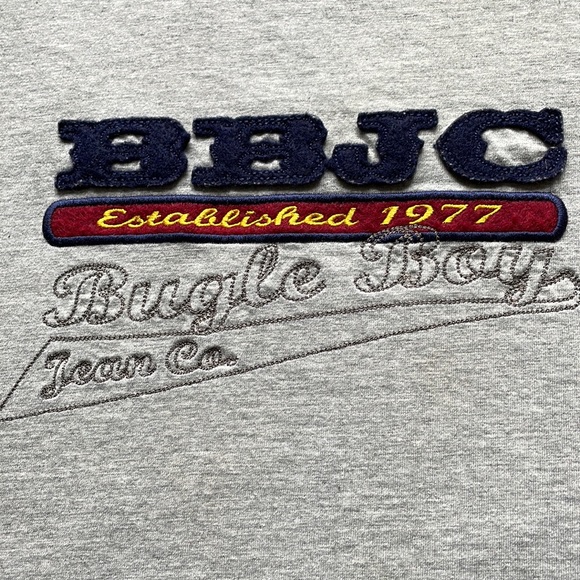 BBJC
Established 1977
Bugle Boy
Jean Co.